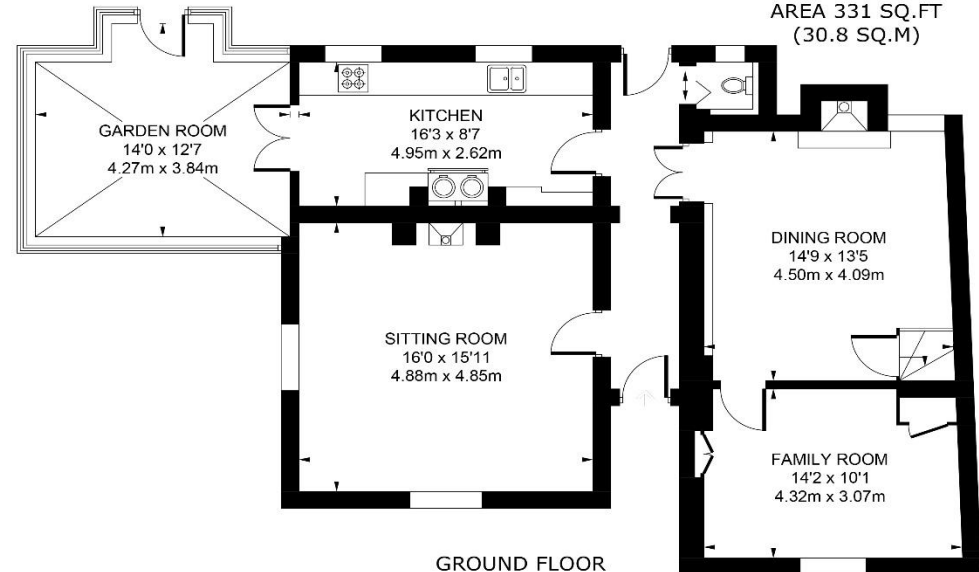 AREA 331 SQ.FT
(30.8 SQ.M)
GARDEN ROOM
14'0 x 12'7
4.27m x 3.84m
KITCHEN
16'3 x 8'7
4.95m x 2.62m
DINING ROOM
14'9 x 13'5
4.50m x 4.09m
SITTING ROOM
16'0 x 15'11
4.88m x 4.85m
FAMILY ROOM
14'2 x 10'1
4.32m x 3.07m
GROUND FLOOR